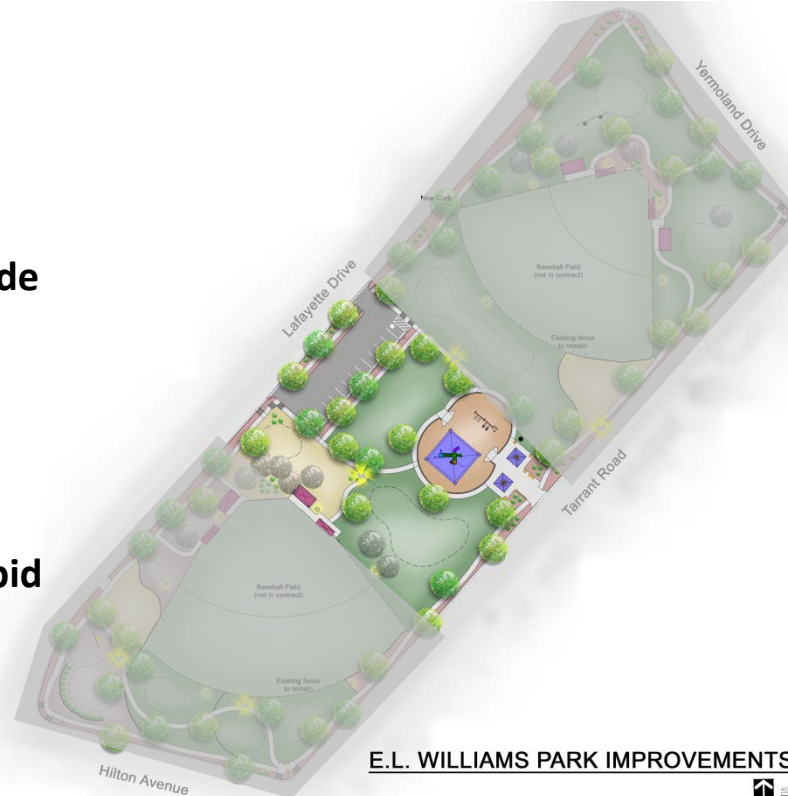 Yermoland Drive
de
Lafayette Drive
Baseball Field
(not in contract)
Existing fence
to remain
Tarrant Road
bid
Baseball Field
(not in contract)
Existing fence
to remain
E.L. WILLIAMS PARK IMPROVEMENTS
Hilton Avenue